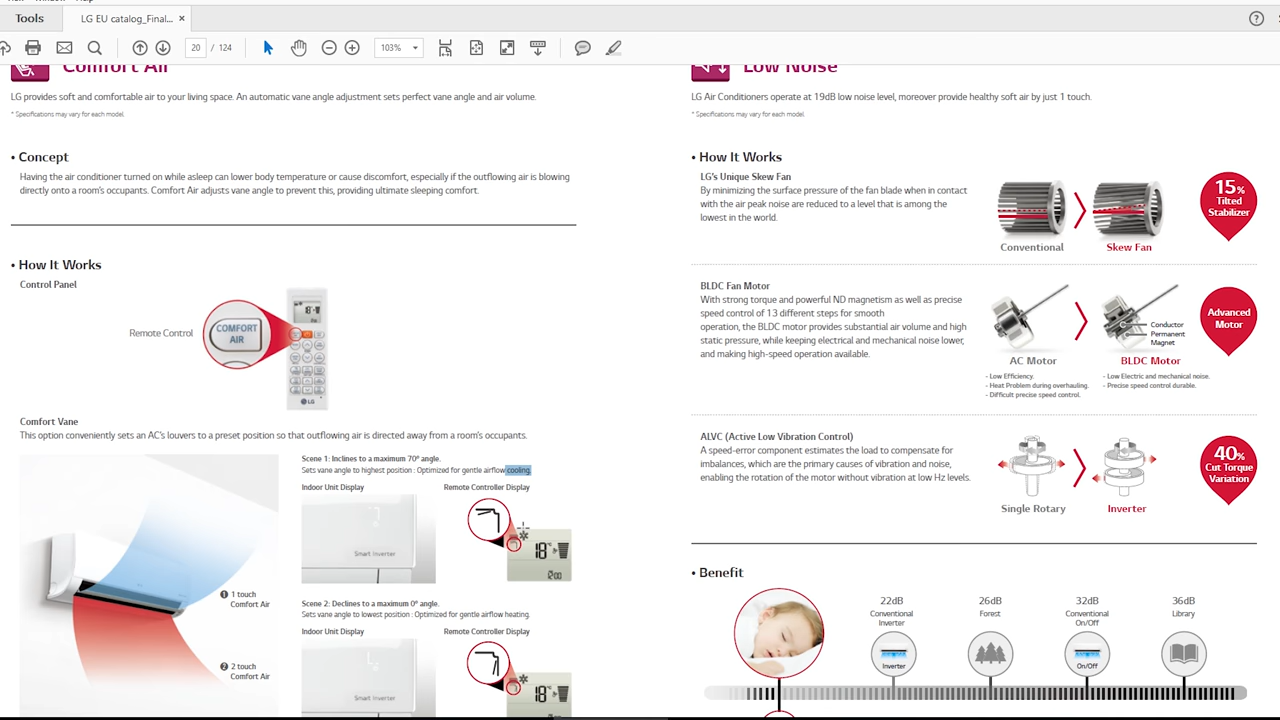 Tools
LG EU catalog_Final...
×
20 / 124
103%
Comfort Air
LG provides soft and comfortable air to your living space. An automatic vane angle adjustment sets perfect vane angle and air volume.
* Specifications may vary for each model.
• Concept
Having the air conditioner turned on while asleep can lower body temperature or cause discomfort, especially if the outflowing air is blowing
directly onto a room's occupants. Comfort Air adjusts vane angle to prevent this, providing ultimate sleeping comfort.
• How It Works
Control Panel
Remote Control
COMFORT
AIR
LG
Comfort Vane
This option conveniently sets an AC's louvers to a preset position so that outflowing air is directed away from a room's occupants.
1 1 touch
Comfort Air
2 2 touch
Comfort Air
Scene 1: Inclines to a maximum 70° angle.
Sets vane angle to highest position : Optimized for gentle airflow cooling.
Indoor Unit Display
Remote Controller Display
Smart Inverter
18°c
12:00
Scene 2: Declines to a maximum 0° angle.
Sets vane angle to lowest position : Optimized for gentle airflow heating.
Indoor Unit Display
Remote Controller Display
Smart Inverter
18°c
Low Noise
LG Air Conditioners operate at 19dB low noise level, moreover provide healthy soft air by just 1 touch.
* Specifications may vary for each model.
• How It Works
LG's Unique Skew Fan
By minimizing the surface pressure of the fan blade when in contact
with the air peak noise are reduced to a level that is among the
lowest in the world.
Conventional
Skew Fan
15%
Tilted
Stabilizer
BLDC Fan Motor
With strong torque and powerful ND magnetism as well as precise
speed control of 13 different steps for smooth
operation, the BLDC motor provides substantial air volume and high
static pressure, while keeping electrical and mechanical noise lower,
and making high-speed operation available.
Conductor
Permanent
Magnet
AC Motor
- Low Efficiency.
- Heat Problem during overhauling.
- Difficult precise speed control.
BLDC Motor
- Low Electric and mechanical noise.
- Precise speed control durable.
Advanced
Motor
ALVC (Active Low Vibration Control)
A speed-error component estimates the load to compensate for
imbalances, which are the primary causes of vibration and noise,
enabling the rotation of the motor without vibration at low Hz levels.
Single Rotary
Inverter
40%
Cut Torque
Variation
• Benefit
22dB
Conventional
Inverter
Inverter
26dB
Forest
32dB
Conventional
On/Off
On/Off
36dB
Library